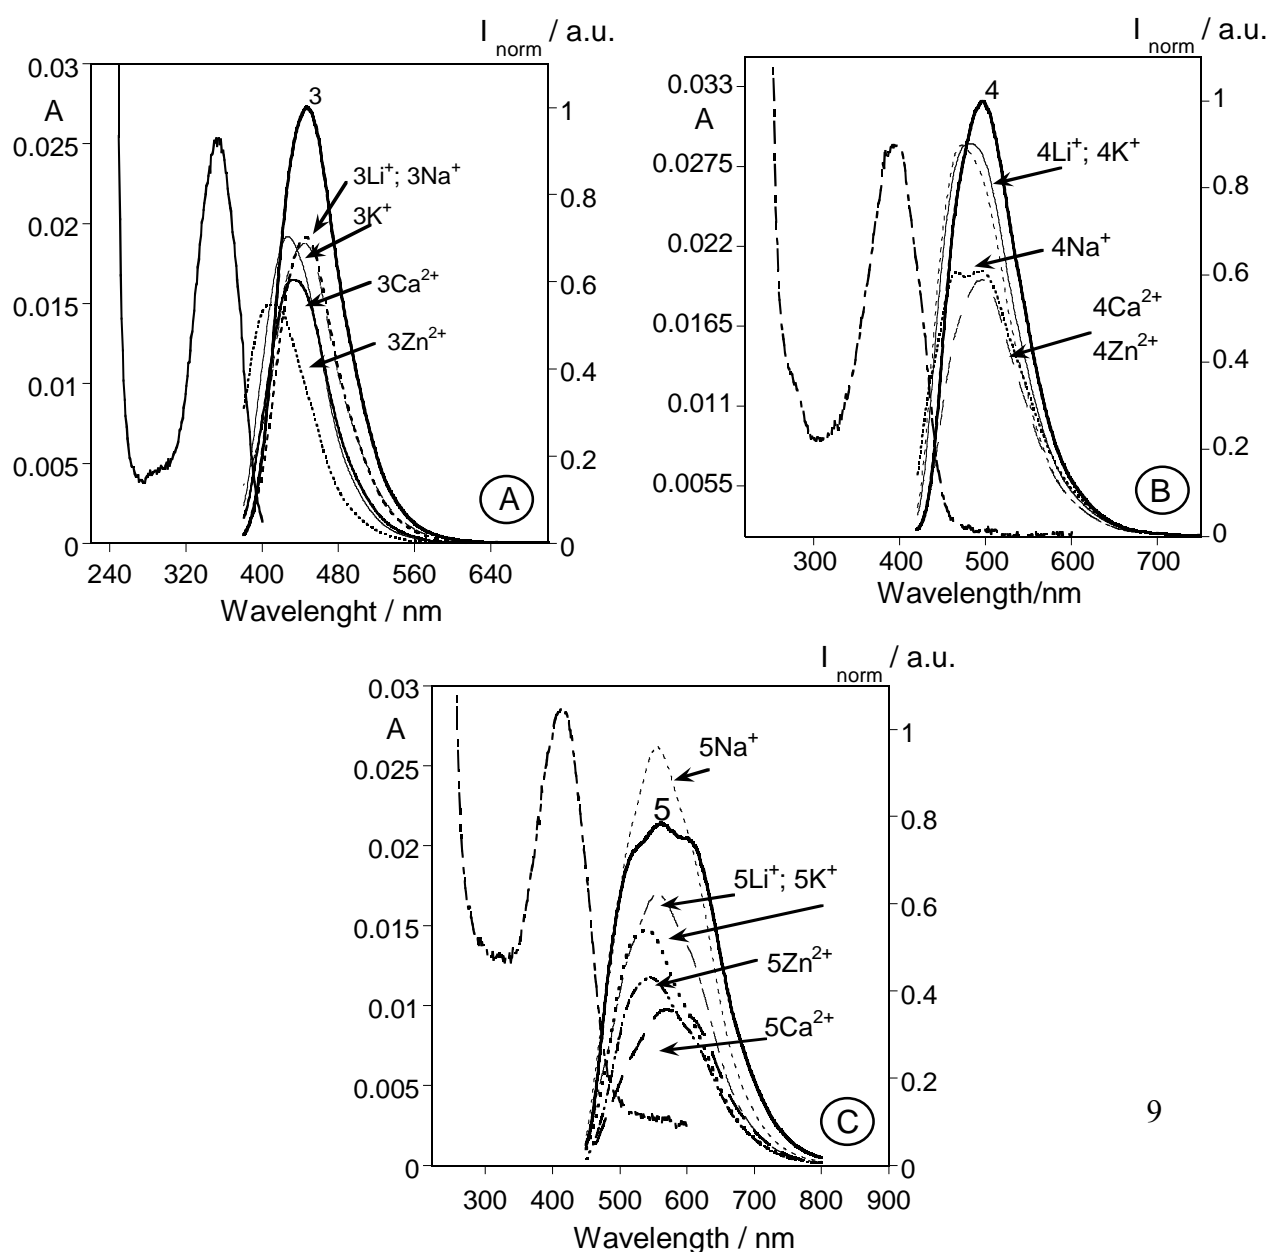 I norm / a.u.
0.03
A
0.025
0.02
0.015
0.01
0.005
0
3
3Li+; 3Na+
3K+
3Ca2+
3Zn2+
1
0.8
0.6
0.4
0.2
0
A
240 320 400 480 560 640
Wavelenght / nm
I norm / a.u.
0.033
A
0.0275
0.022
0.0165
0.011
0.0055
4
4Li+; 4K+
4Na+
4Ca2+
4Zn2+
1
0.8
0.6
0.4
0.2
0
B
300 400 500 600 700
Wavelength/nm
I norm / a.u.
0.03
A
0.025
0.02
0.015
0.01
0.005
0
5Na+
5
5Li+; 5K+
5Zn2+
5Ca2+
1
0.8
0.6
0.4
0.2
0
C
300 400 500 600 700 800 900
Wavelength / nm
9